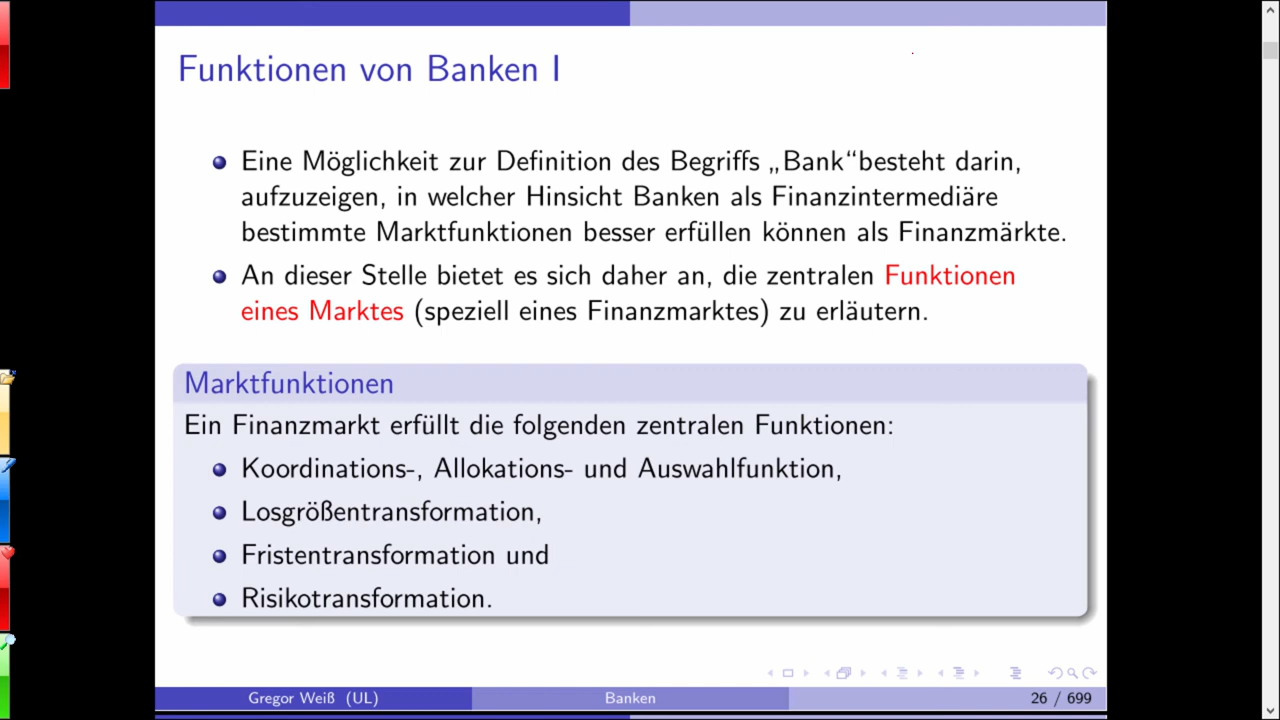 Funktionen von Banken I
Eine Möglichkeit zur Definition des Begriffs „Bank“besteht darin,
aufzuzeigen, in welcher Hinsicht Banken als Finanzintermediäre
bestimmte Marktfunktionen besser erfüllen können als Finanzmärkte.
An dieser Stelle bietet es sich daher an, die zentralen Funktionen
eines Marktes (speziell eines Finanzmarktes) zu erläutern.
Marktfunktionen
Ein Finanzmarkt erfüllt die folgenden zentralen Funktionen:
Koordinations-, Allokations- und Auswahlfunktion,
Losgrößentransformation,
Fristentransformation und
Risikotransformation.
Gregor Weiß (UL) Banken 26 / 699